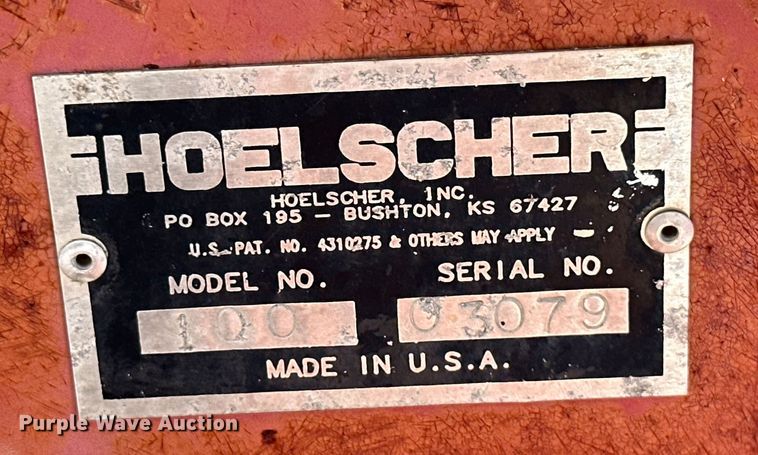 HOELSCHER
HOELSCHER, INC.
PO BOX 195 – BUSHTON, KS 67427
U.S. PAT. NO. 4310275 & OTHERS MAY APPLY
MODEL NO. SERIAL NO.
100 03079
MADE IN U.S.A.
Purple Wave Auction